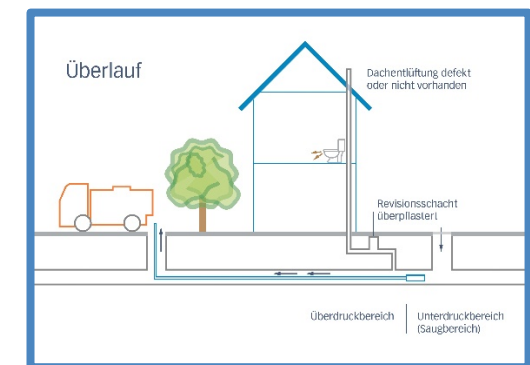 Überlauf
Dachentlüftung defekt
oder nicht vorhanden
Revisionsschacht
überpflastert
Überdruckbereich
Unterdruckbereich
(Saugbereich)